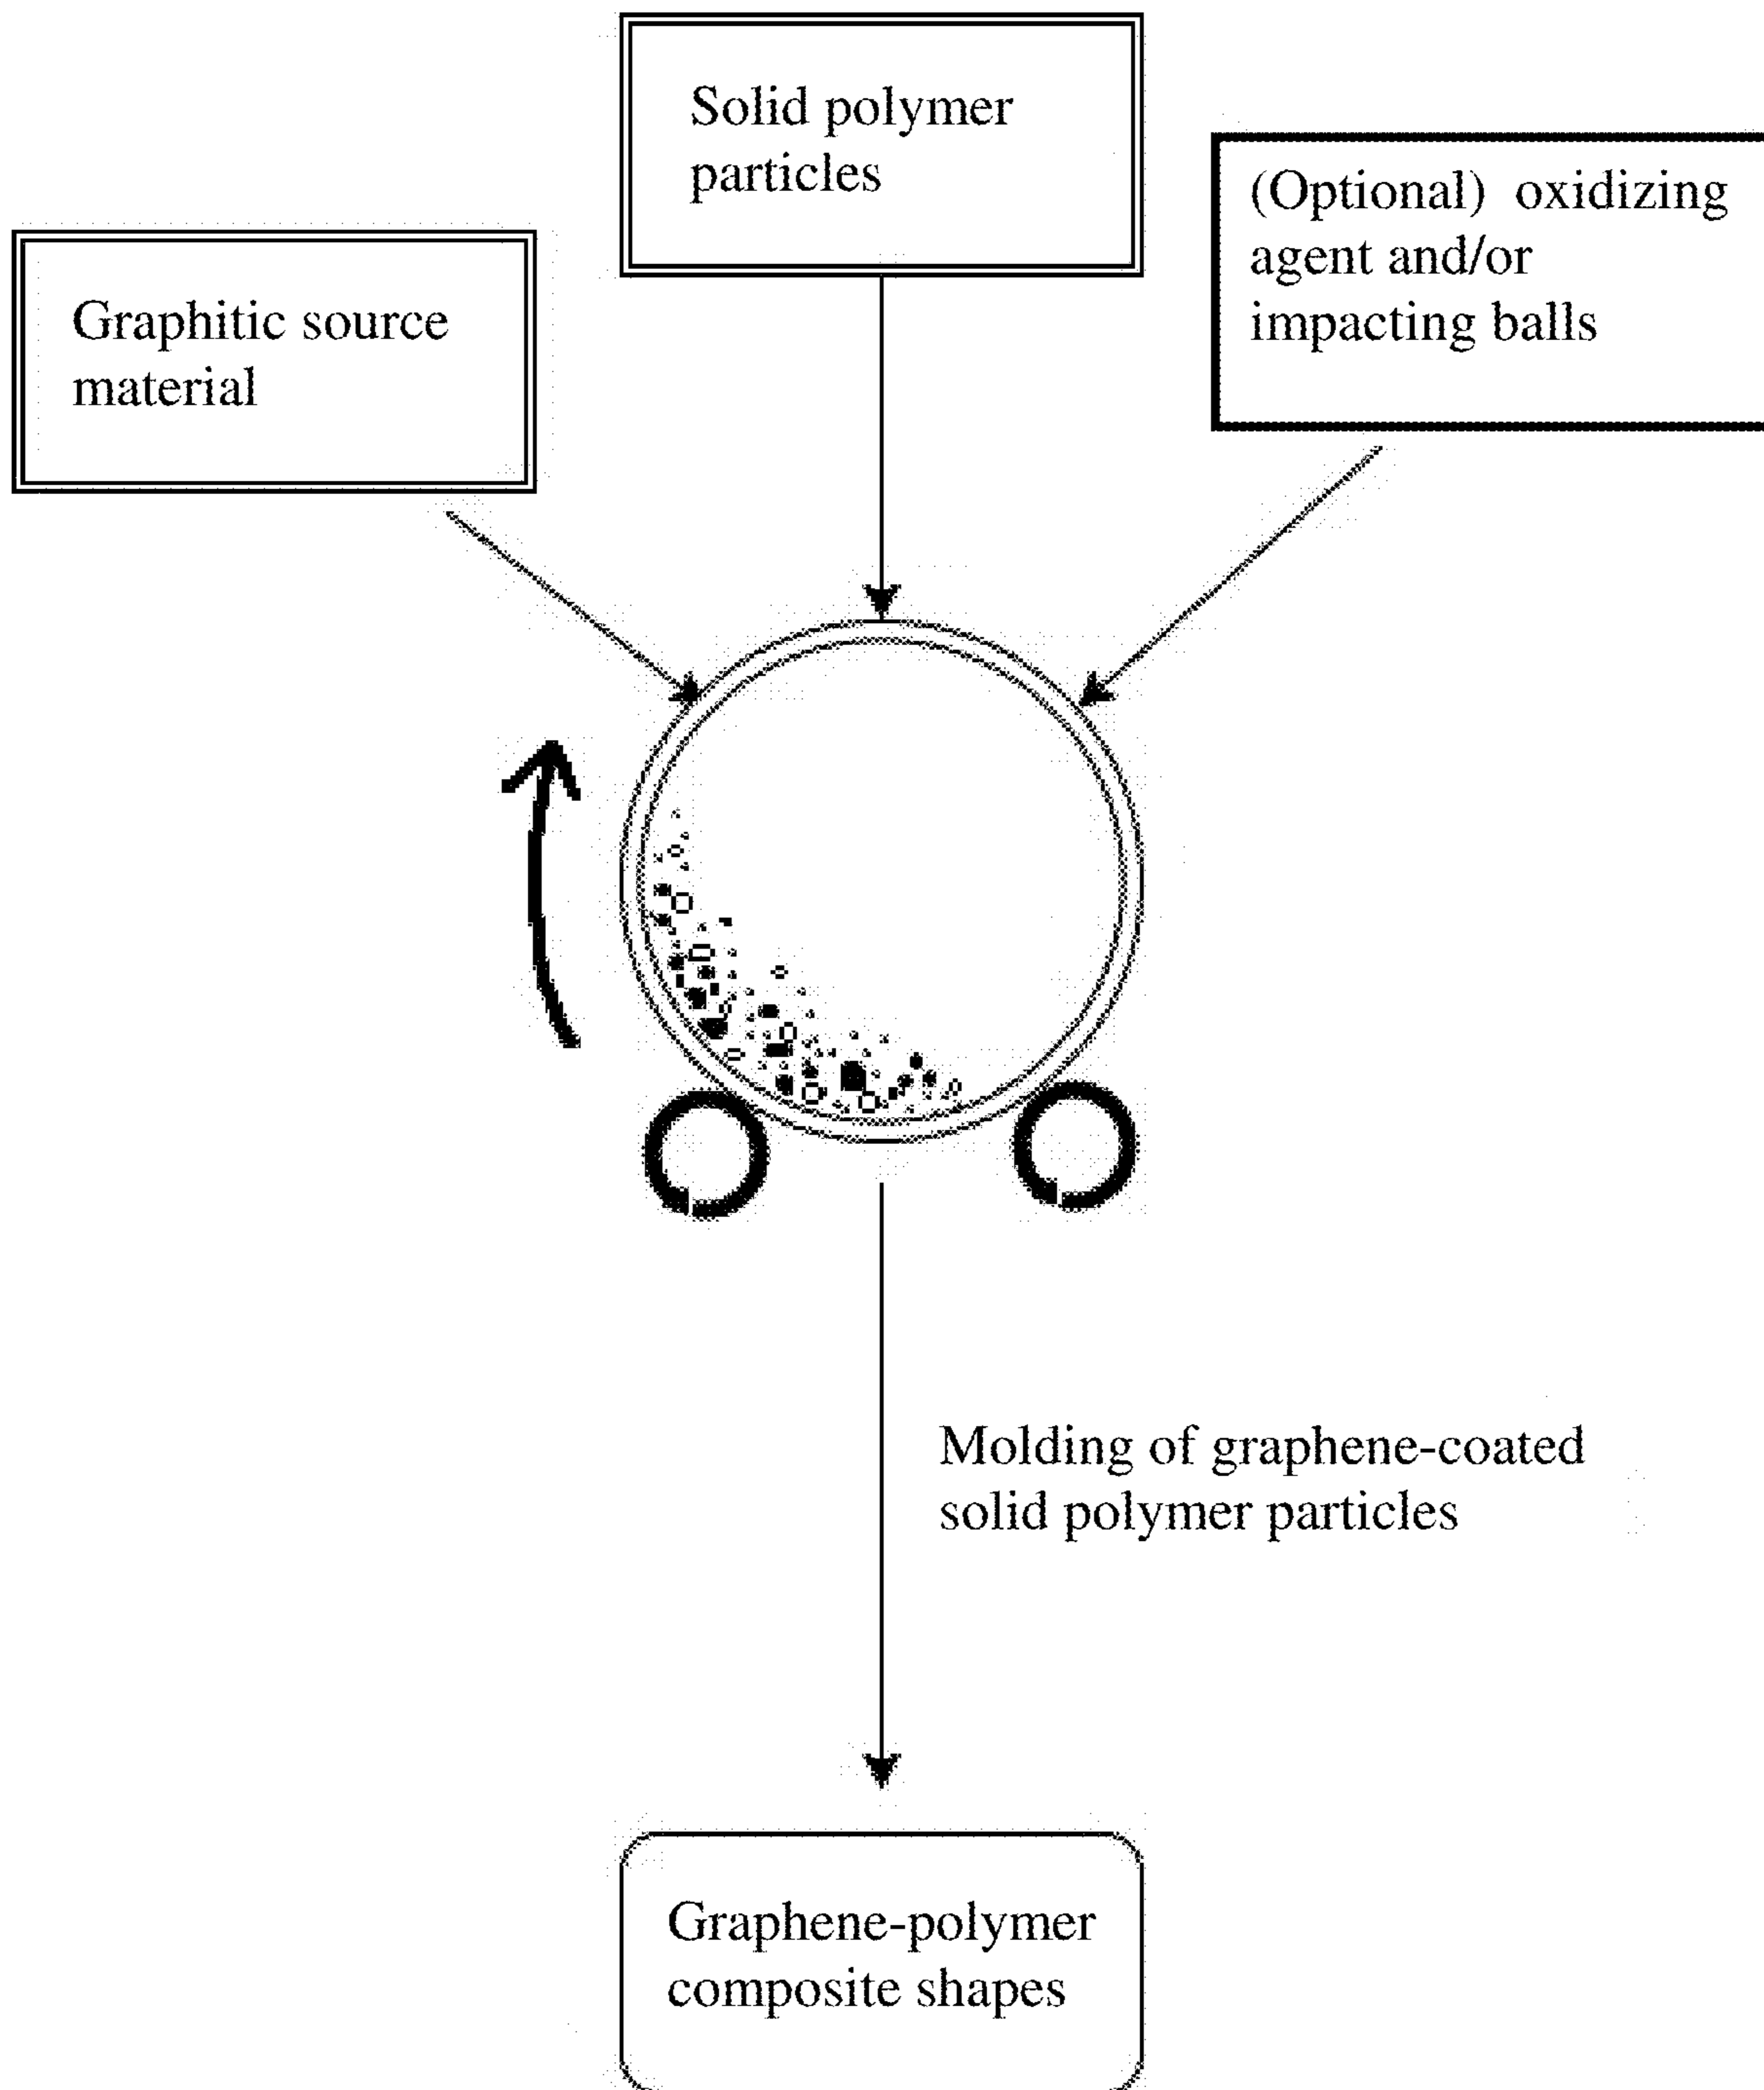 Solid polymer
particles
(Optional) oxidizing
agent and/or
impacting balls
Graphitic source
material
Molding of graphene-coated
solid polymer particles
Graphene-polymer
composite shapes